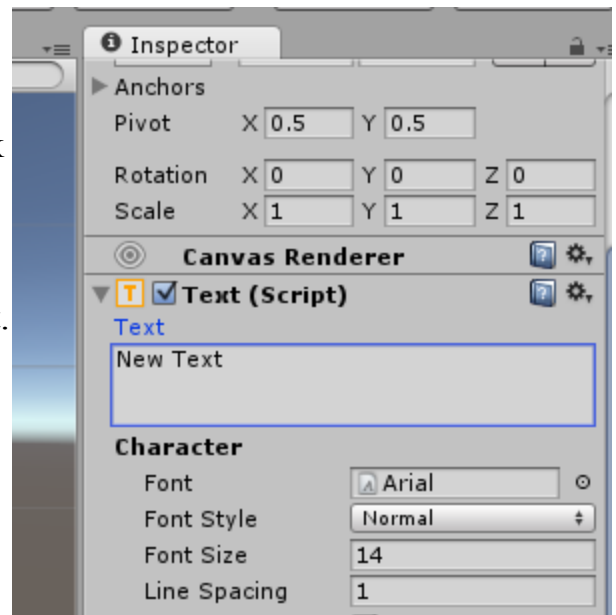 Inspector
Anchors
Pivot X 0.5 Y 0.5
Rotation X 0 Y 0 Z 0
Scale X 1 Y 1 Z 1
Canvas Renderer
T Text (Script)
Text
New Text
Character
Font Arial
Font Style Normal
Font Size 14
Line Spacing 1